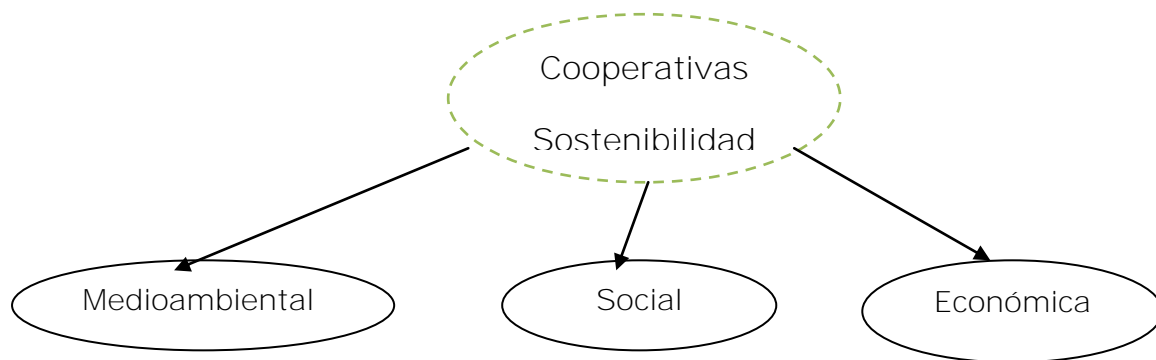 Cooperativas
Sostenibilidad
Medioambiental
Social
Económica